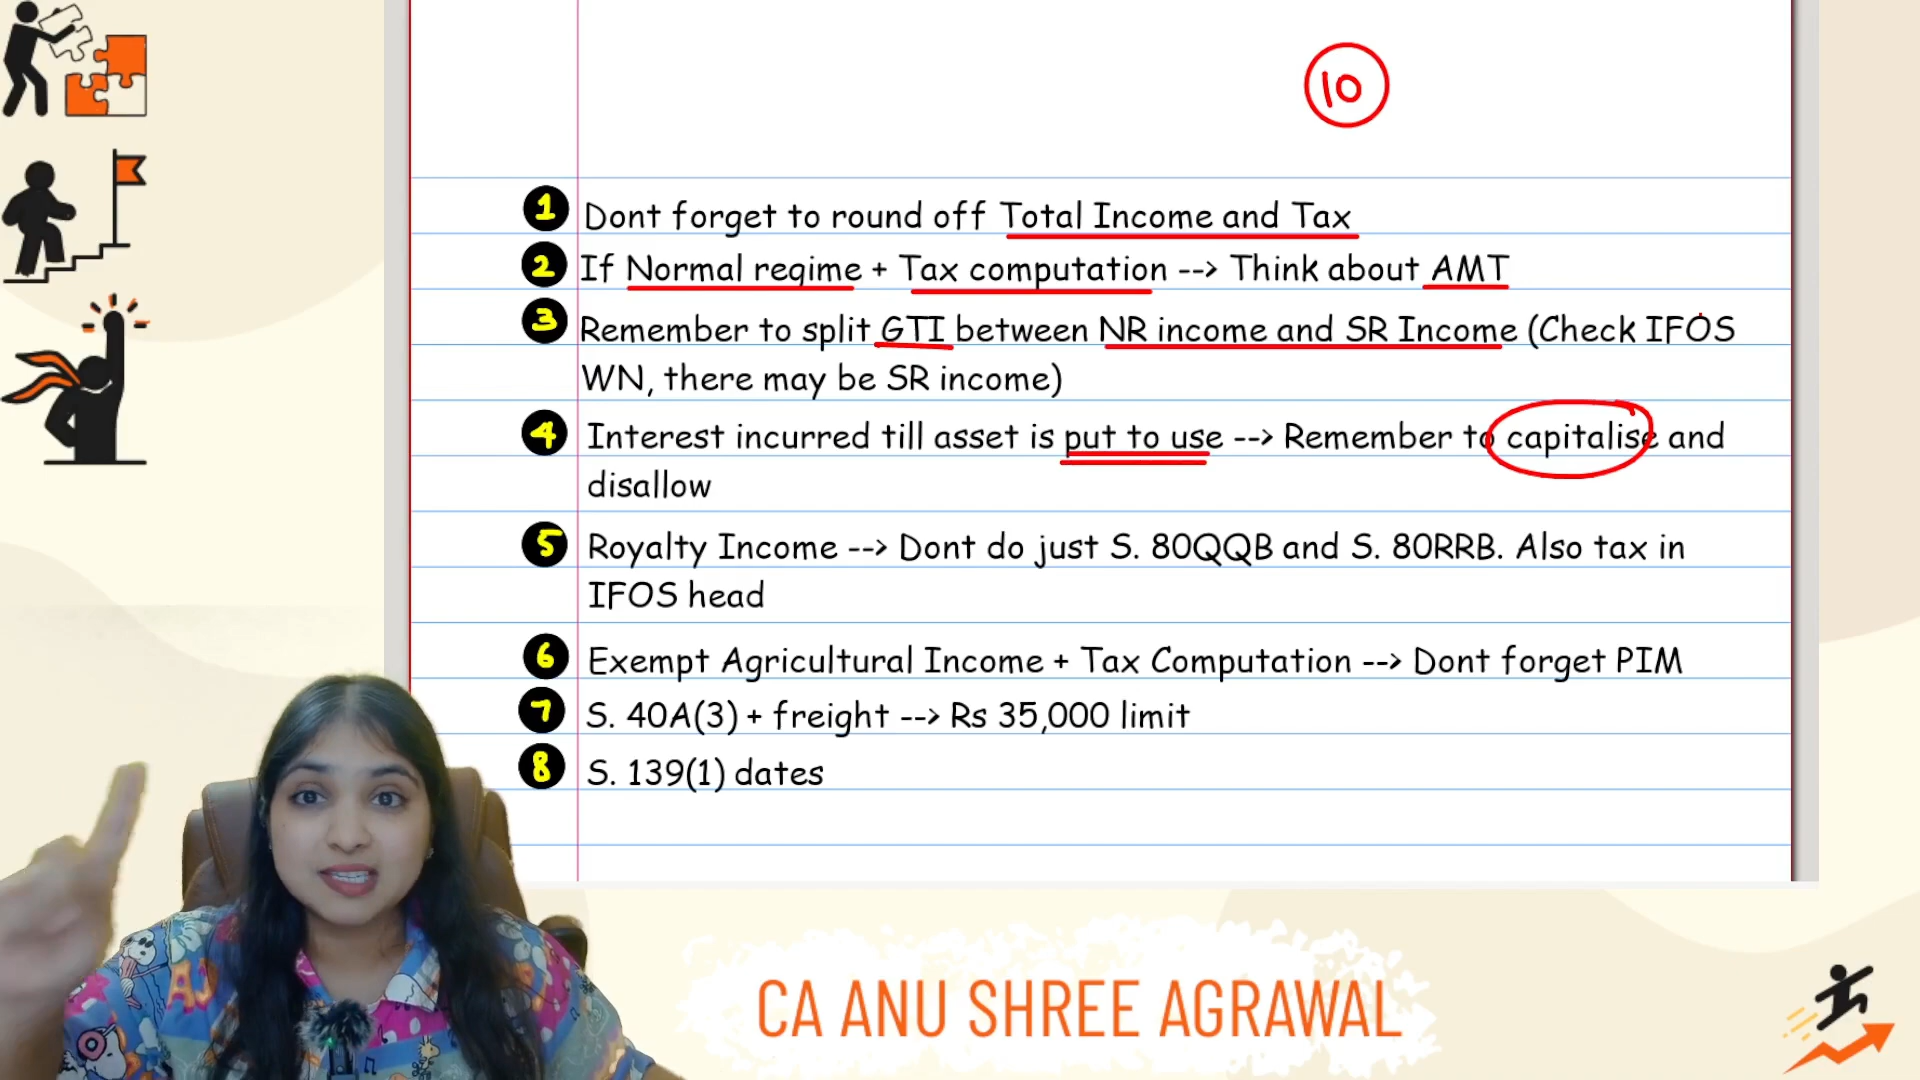 10
1 Dont forget to round off Total Income and Tax
2 If Normal regime + Tax computation --> Think about AMT
3 Remember to split GTI between NR income and SR Income (Check IFOS
WN, there may be SR income)
4 Interest incurred till asset is put to use --> Remember to capitalise and
disallow
5 Royalty Income --> Dont do just S. 80QQB and S. 80RRB. Also tax in
IFOS head
6 Exempt Agricultural Income + Tax Computation --> Dont forget PIM
7 S. 40A(3) + freight --> Rs 35,000 limit
8 S. 139(1) dates
CA ANU SHREE AGRAWAL